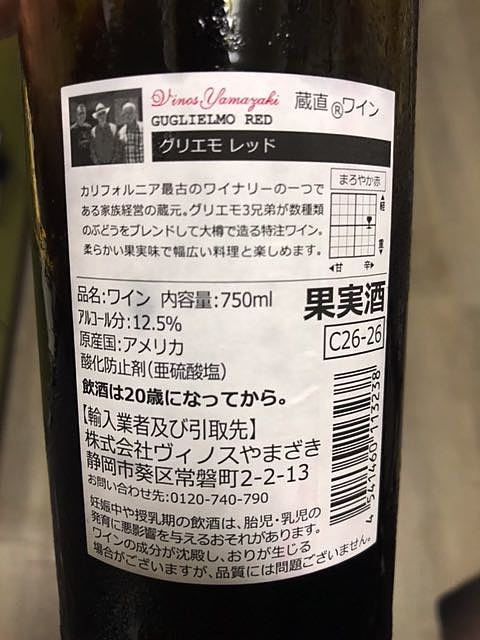 Vinos Yamazaki 蔵直®ワイン
GUGLIELMO RED
グリエモ レッド
カリフォルニア最古のワイナリーの一つで
ある家族経営の蔵元。グリエモ3兄弟が数種類
のぶどうをブレンドして大樽で造る特注ワイン。
柔らかい果実味で幅広い料理と楽しめます。
まろやか赤
▲軽
重▼
◀甘 辛▶
品名:ワイン 内容量:750ml
アルコール分:12.5%
原産国:アメリカ
酸化防止剤(亜硫酸塩)
果実酒
C26-26
飲酒は20歳になってから。
【輸入業者及び引取先】
株式会社ヴィノスやまざき
静岡市葵区常磐町2-2-13
お問い合わせ先:0120-740-790
4 541460 113238
妊娠中や授乳期の飲酒は、胎児・乳児の
発育に悪影響を与えるおそれがあります。
ワインの成分が沈殿し、おりが生じる
場合がございますが、品質には問題ございません。